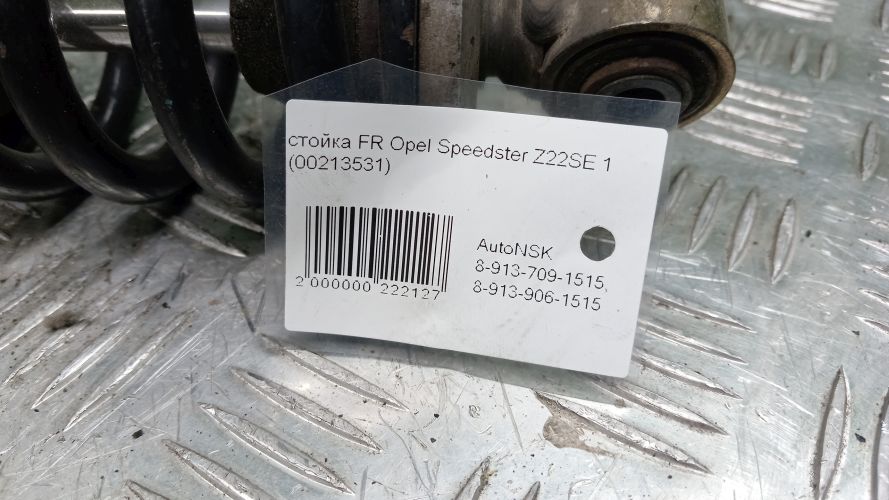 стойка FR Opel Speedster Z22SE 1
(00213531)
AutoNSK
8-913-709-1515,
8-913-906-1515
2 000000 222127